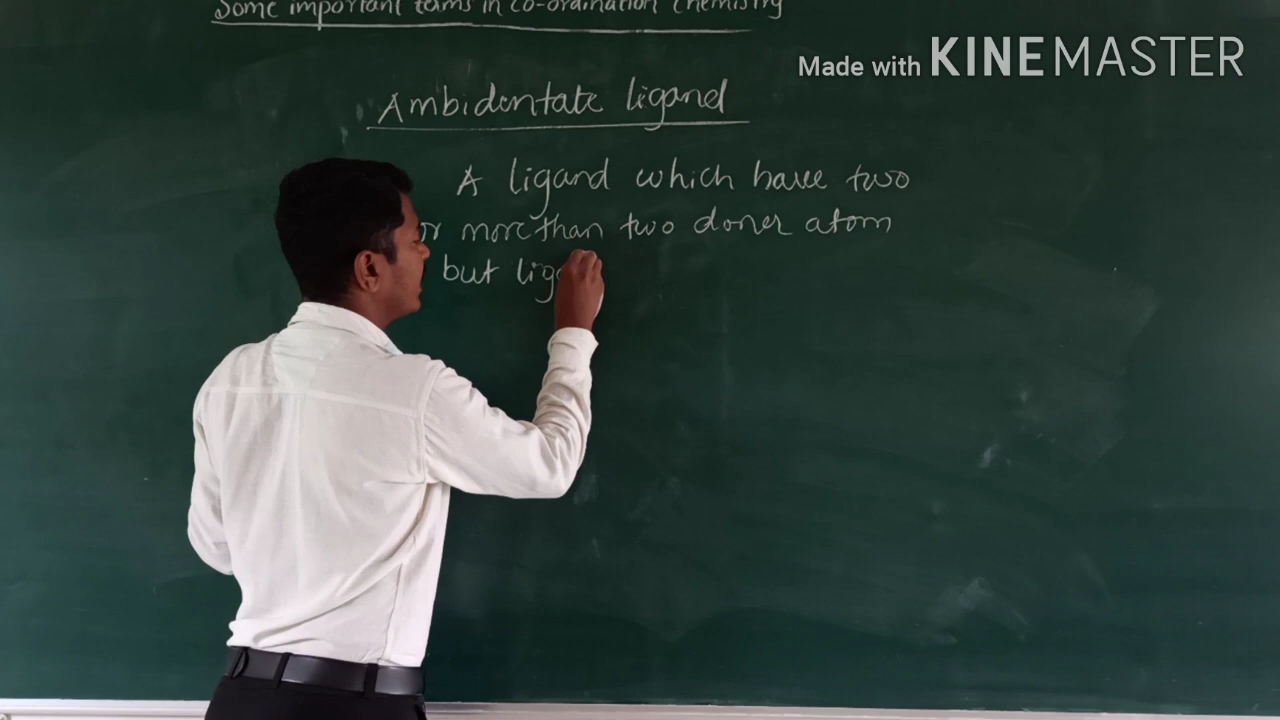 Some important terms in Co-ordination Chemistry
Made with KINEMASTER
Ambidentate ligand
A ligand which have two
or more than two doner atom
but lig